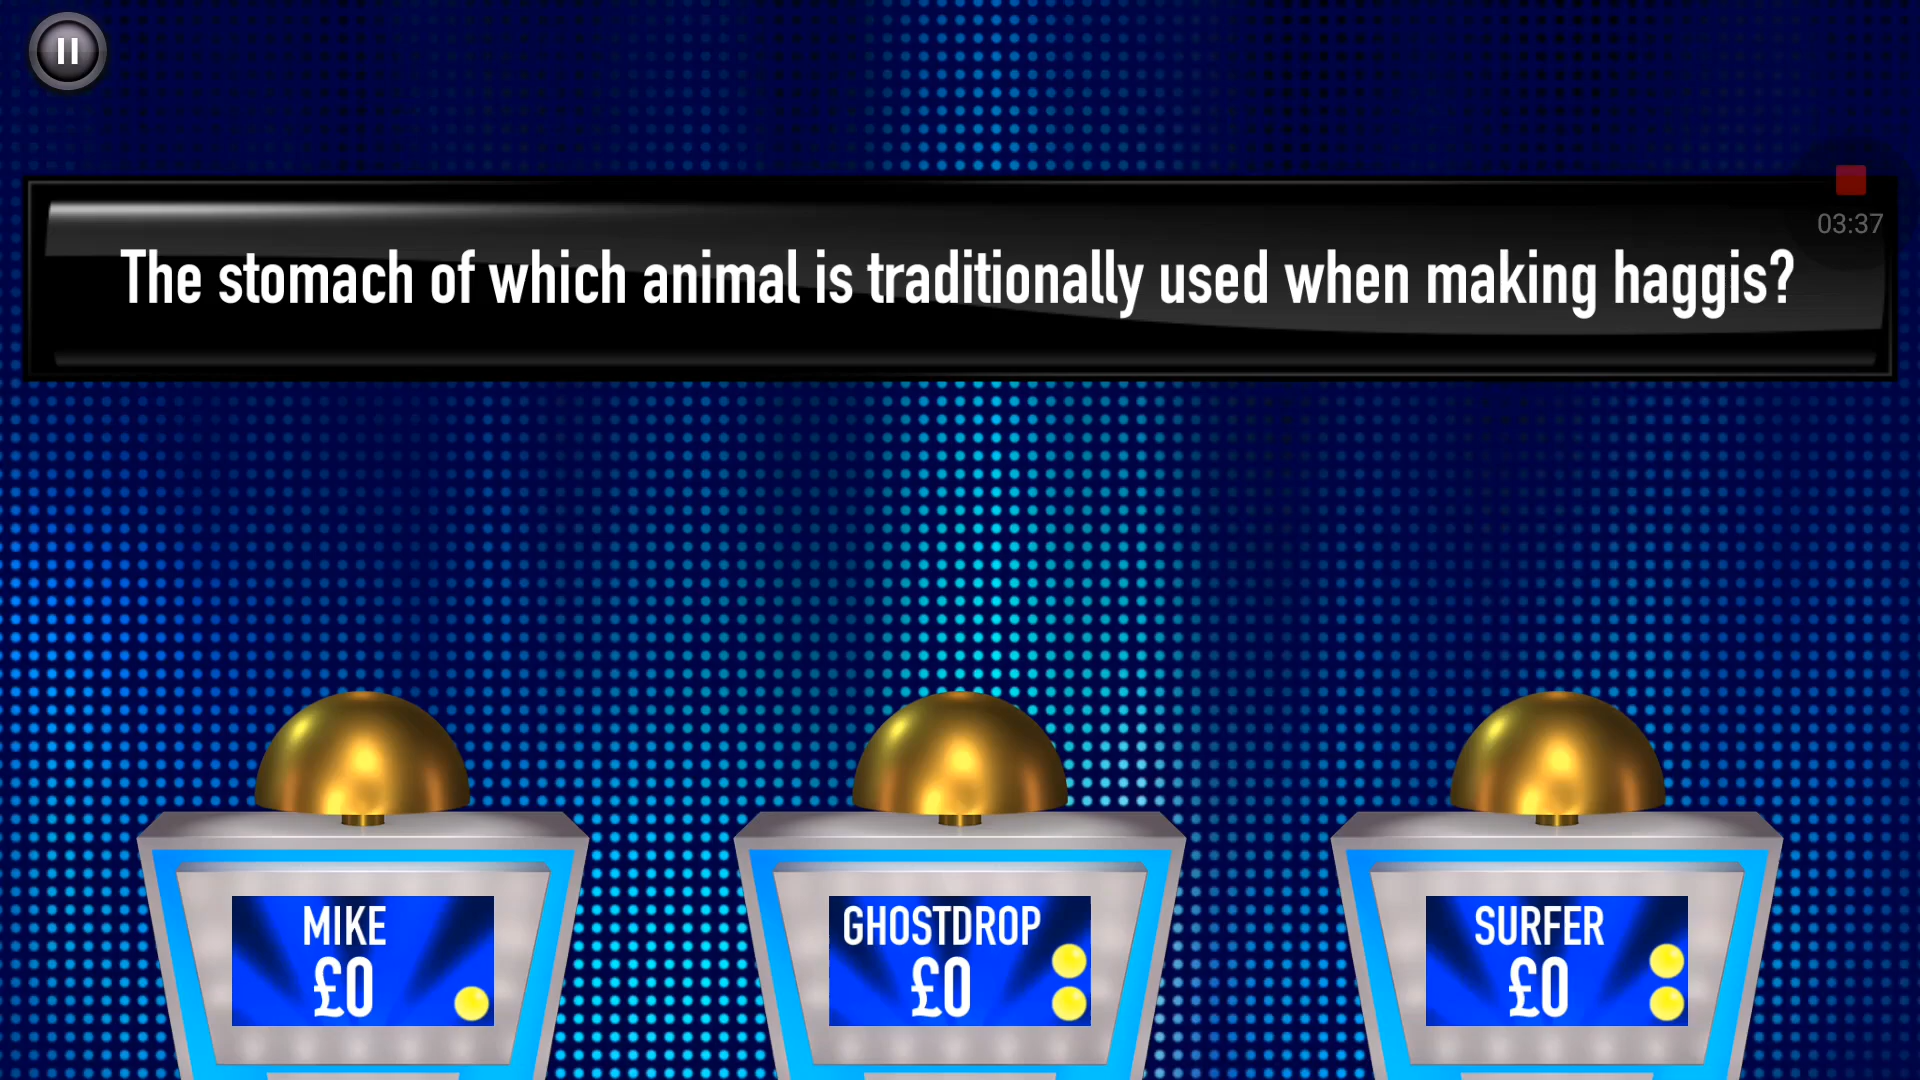 03:37
The stomach of which animal is traditionally used when making haggis?
MIKE
£0
GHOSTDROP
£0
SURFER
£0